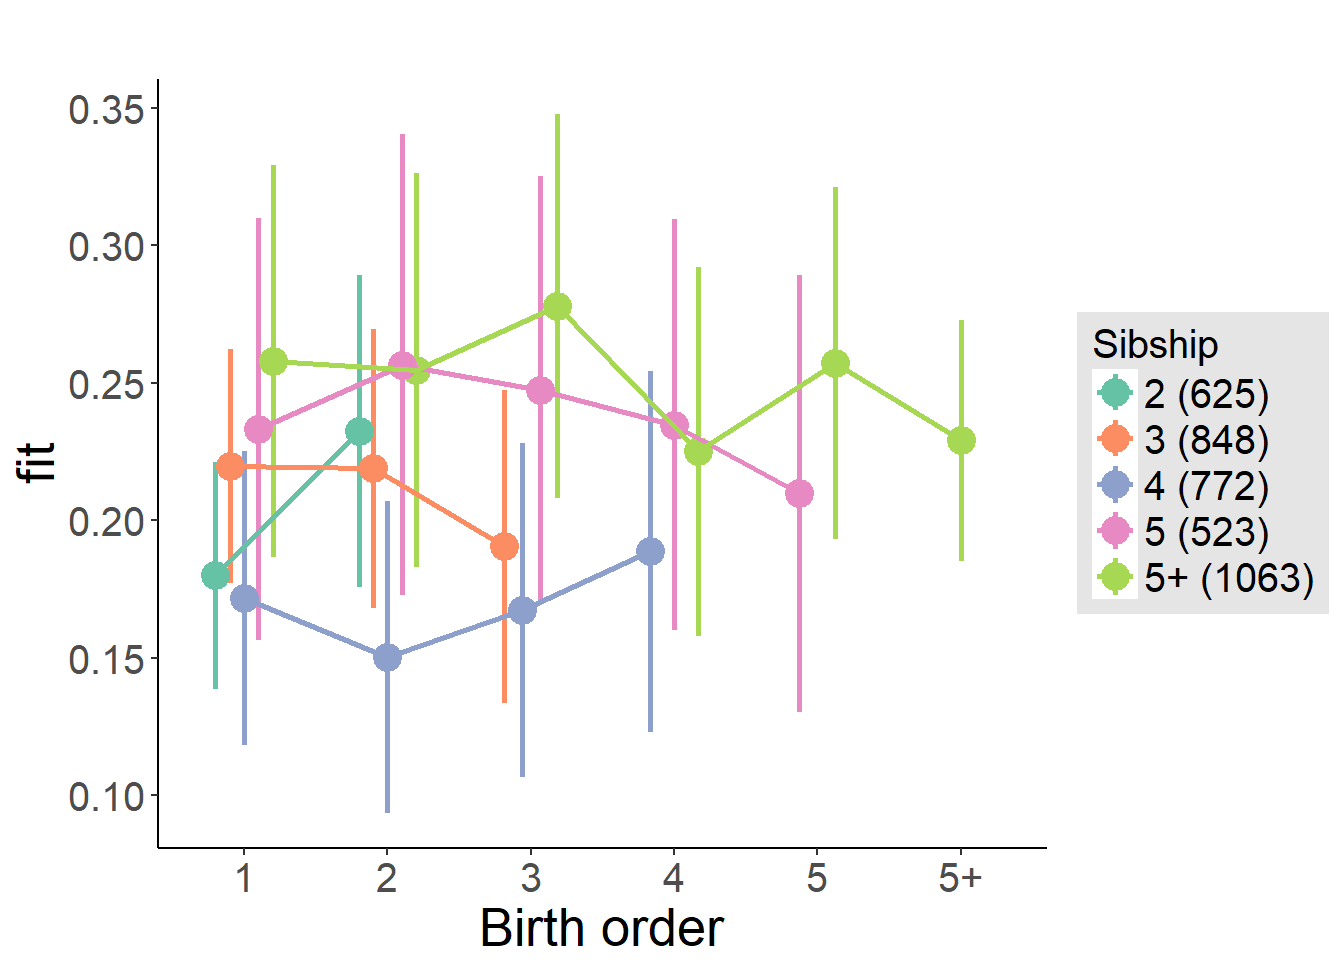 0.35
0.30
0.25
0.20
0.15
0.10
fit
1 2 3 4 5 5+
Birth order
Sibship
2 (625)
3 (848)
4 (772)
5 (523)
5+ (1063)